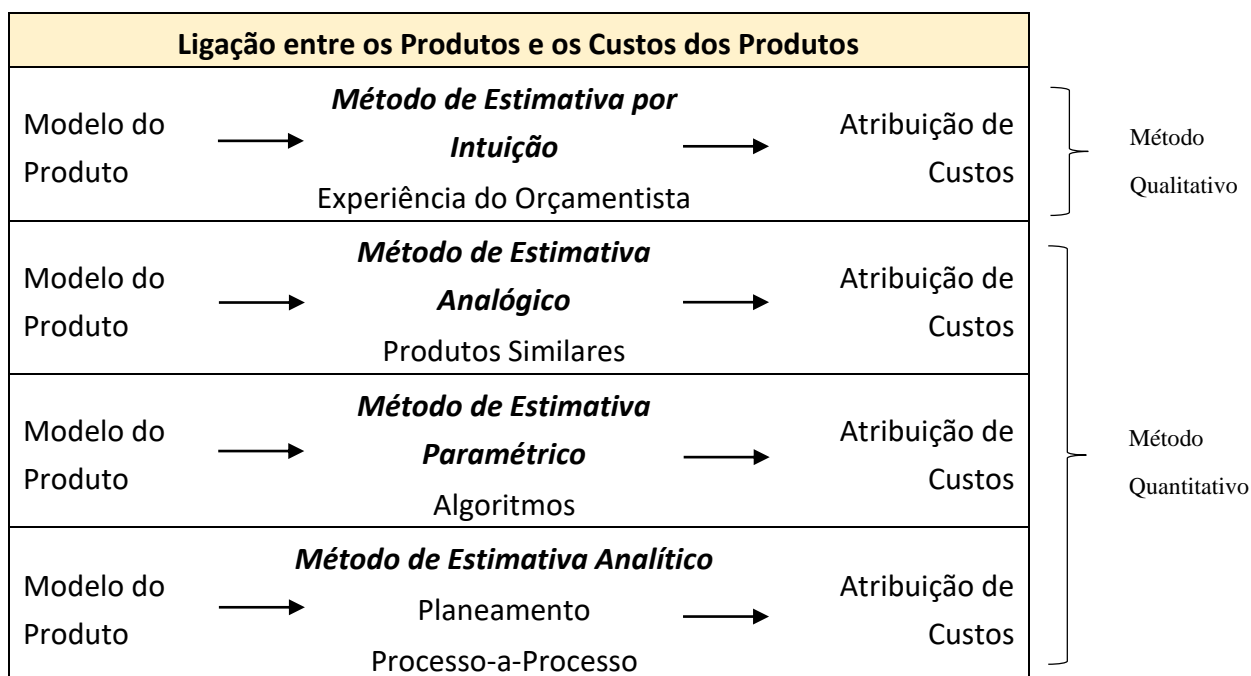 Ligação entre os Produtos e os Custos dos Produtos
Modelo do
Produto
Método de Estimativa por
Intuição
Experiência do Orçamentista
Atribuição de
Custos
Método
Qualitativo
Modelo do
Produto
Método de Estimativa
Analógico
Produtos Similares
Atribuição de
Custos
Modelo do
Produto
Método de Estimativa
Paramétrico
Algoritmos
Atribuição de
Custos
Método
Quantitativo
Modelo do
Produto
Método de Estimativa Analítico
Planeamento
Processo-a-Processo
Atribuição de
Custos